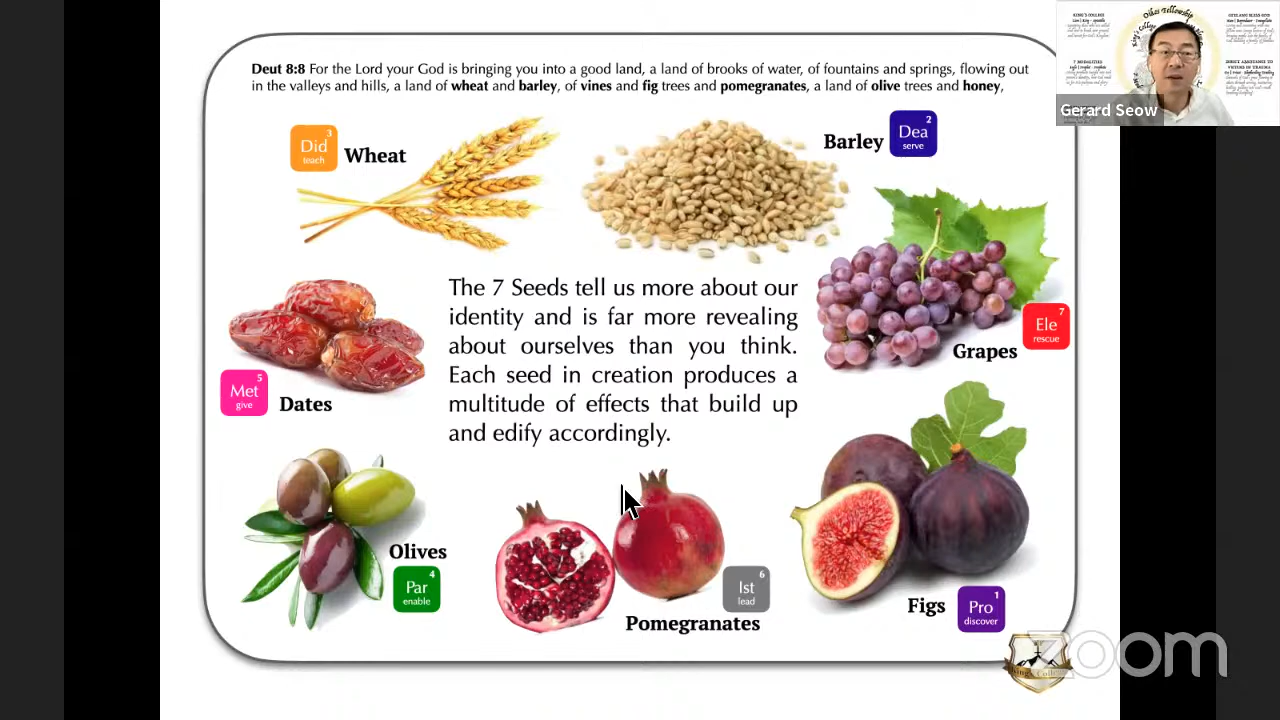 Deut 8:8 For the Lord your God is bringing you into a good land, a land of brooks of water, of fountains and springs, flowing out
in the valleys and hills, a land of wheat and barley, of vines and fig trees and pomegranates, a land of olive trees and honey,
Oikos Fellowship
Gerard Seow
3
Did
teach
Wheat
Barley
2
Dea
serve
The 7 Seeds tell us more about our
identity and is far more revealing
about ourselves than you think.
Each seed in creation produces a
multitude of effects that build up
and edify accordingly.
7
Ele
rescue
Grapes
5
Met
give
Dates
Olives
4
Par
enable
6
Ist
lead
Pomegranates
Figs
1
Pro
discover
zoom